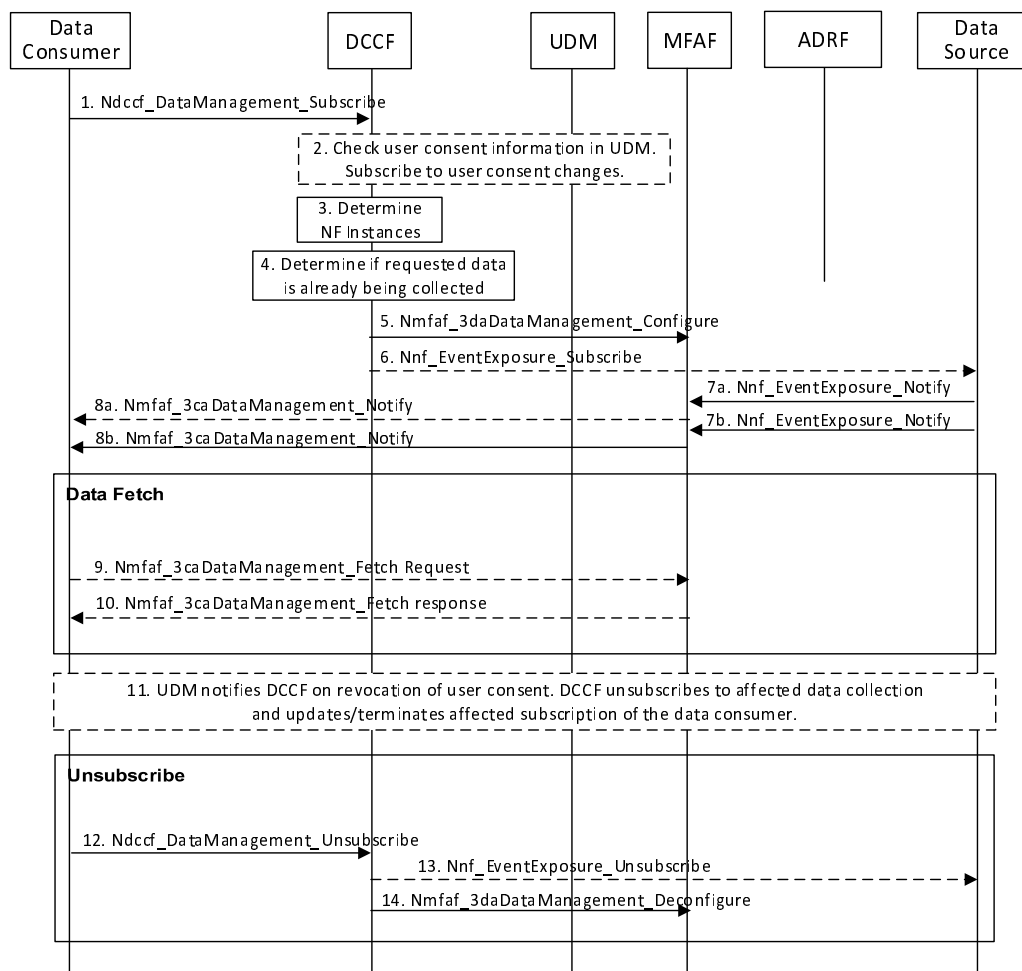 Data
Consumer
DCCF
UDM
MFAF
ADRF
Data
Source
1. Ndccf_DataManagement_Subscribe
2. Check user consent information in UDM.
Subscribe to user consent changes.
3. Determine
NF Instances
4. Determine if requested data
is already being collected
5. Nmfaf_3daDataManagement_Configure
6. Nnf_EventExposure_Subscribe
7a. Nnf_EventExposure_Notify
8a. Nmfaf_3caDataManagement_Notify
7b. Nnf_EventExposure_Notify
8b. Nmfaf_3caDataManagement_Notify
Data Fetch
9. Nmfaf_3caDataManagement_Fetch Request
10. Nmfaf_3caDataManagement_Fetch response
11. UDM notifies DCCF on revocation of user consent. DCCF unsubscribes to affected data collection
and updates/terminates affected subscription of the data consumer.
Unsubscribe
12. Ndccf_DataManagement_Unsubscribe
13. Nnf_EventExposure_Unsubscribe
14. Nmfaf_3daDataManagement_Deconfigure